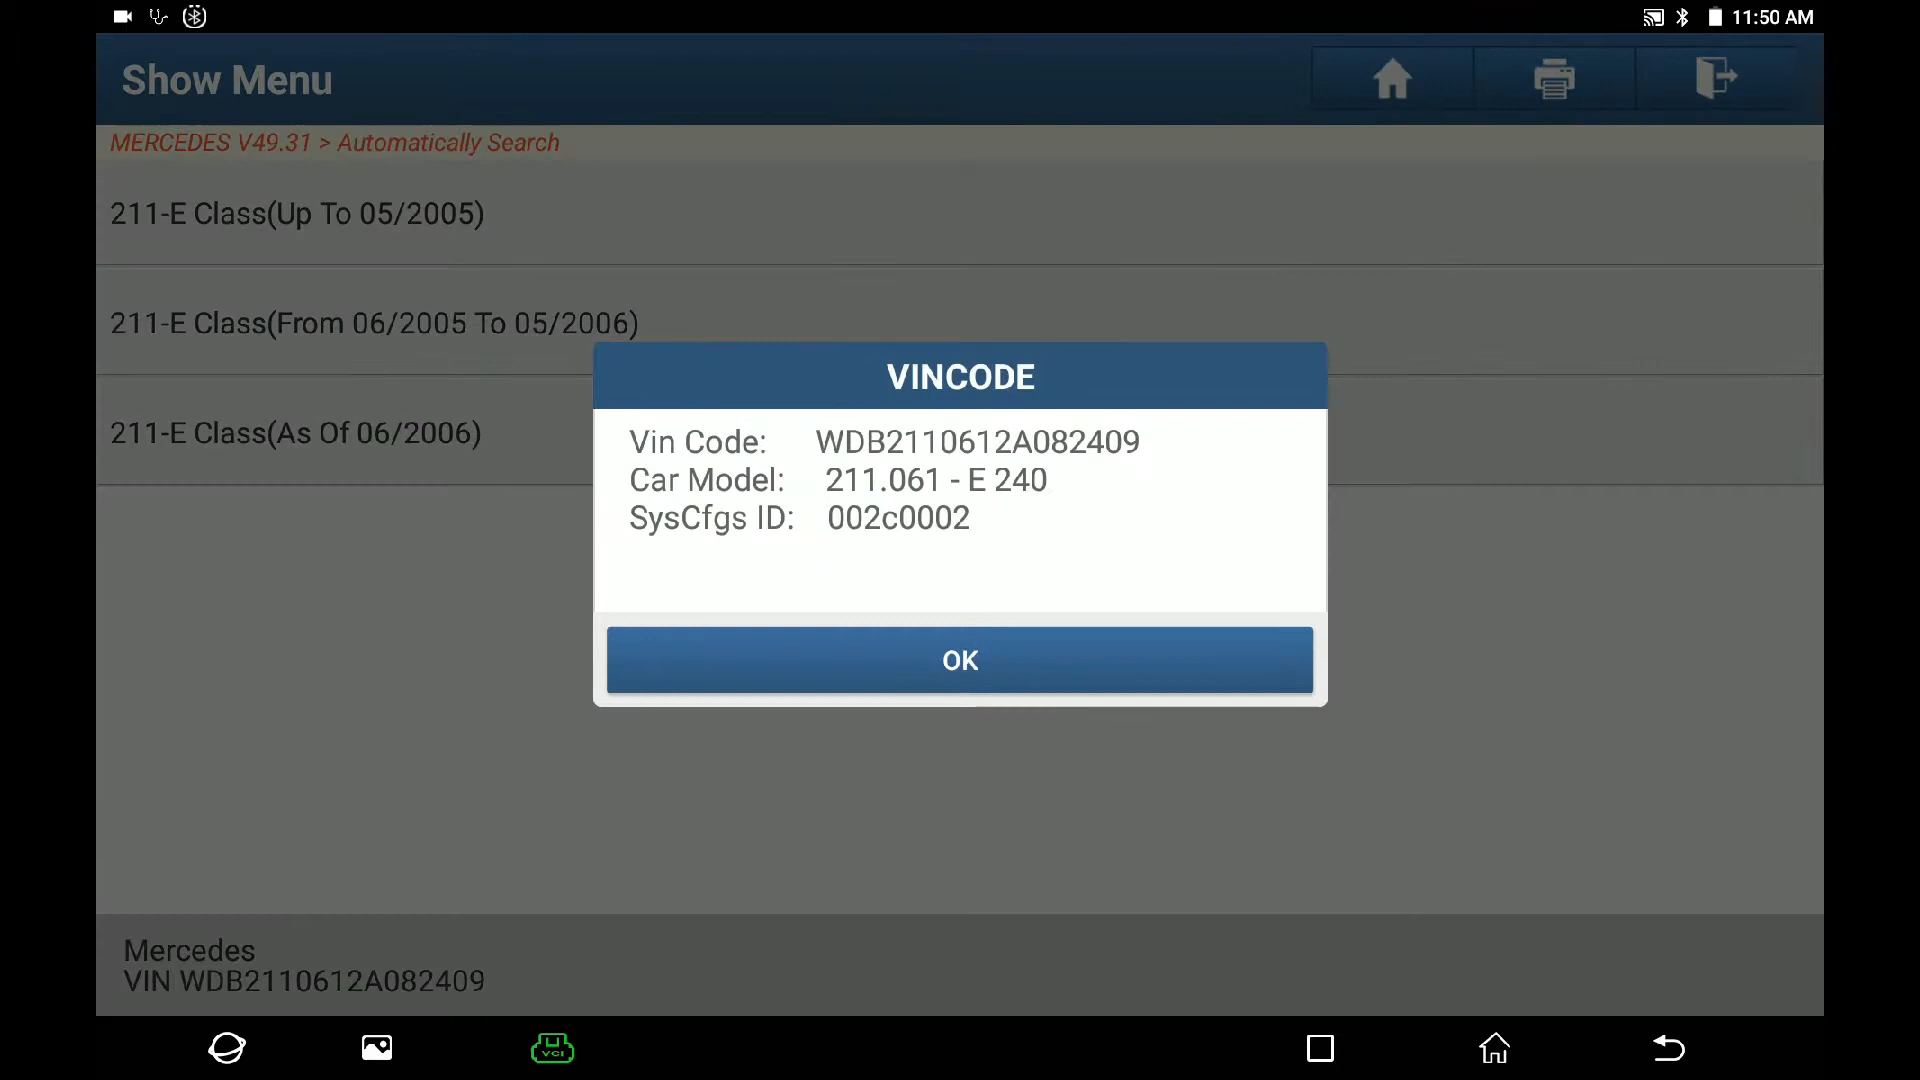 11:50 AM
Show Menu
MERCEDES V49.31 > Automatically Search
211-E Class(Up To 05/2005)
211-E Class(From 06/2005 To 05/2006)
211-E Class(As Of 06/2006)
VINCODE
Vin Code: WDB2110612A082409
Car Model: 211.061 - E 240
SysCfgs ID: 002c0002
OK
Mercedes
VIN WDB2110612A082409
VCI